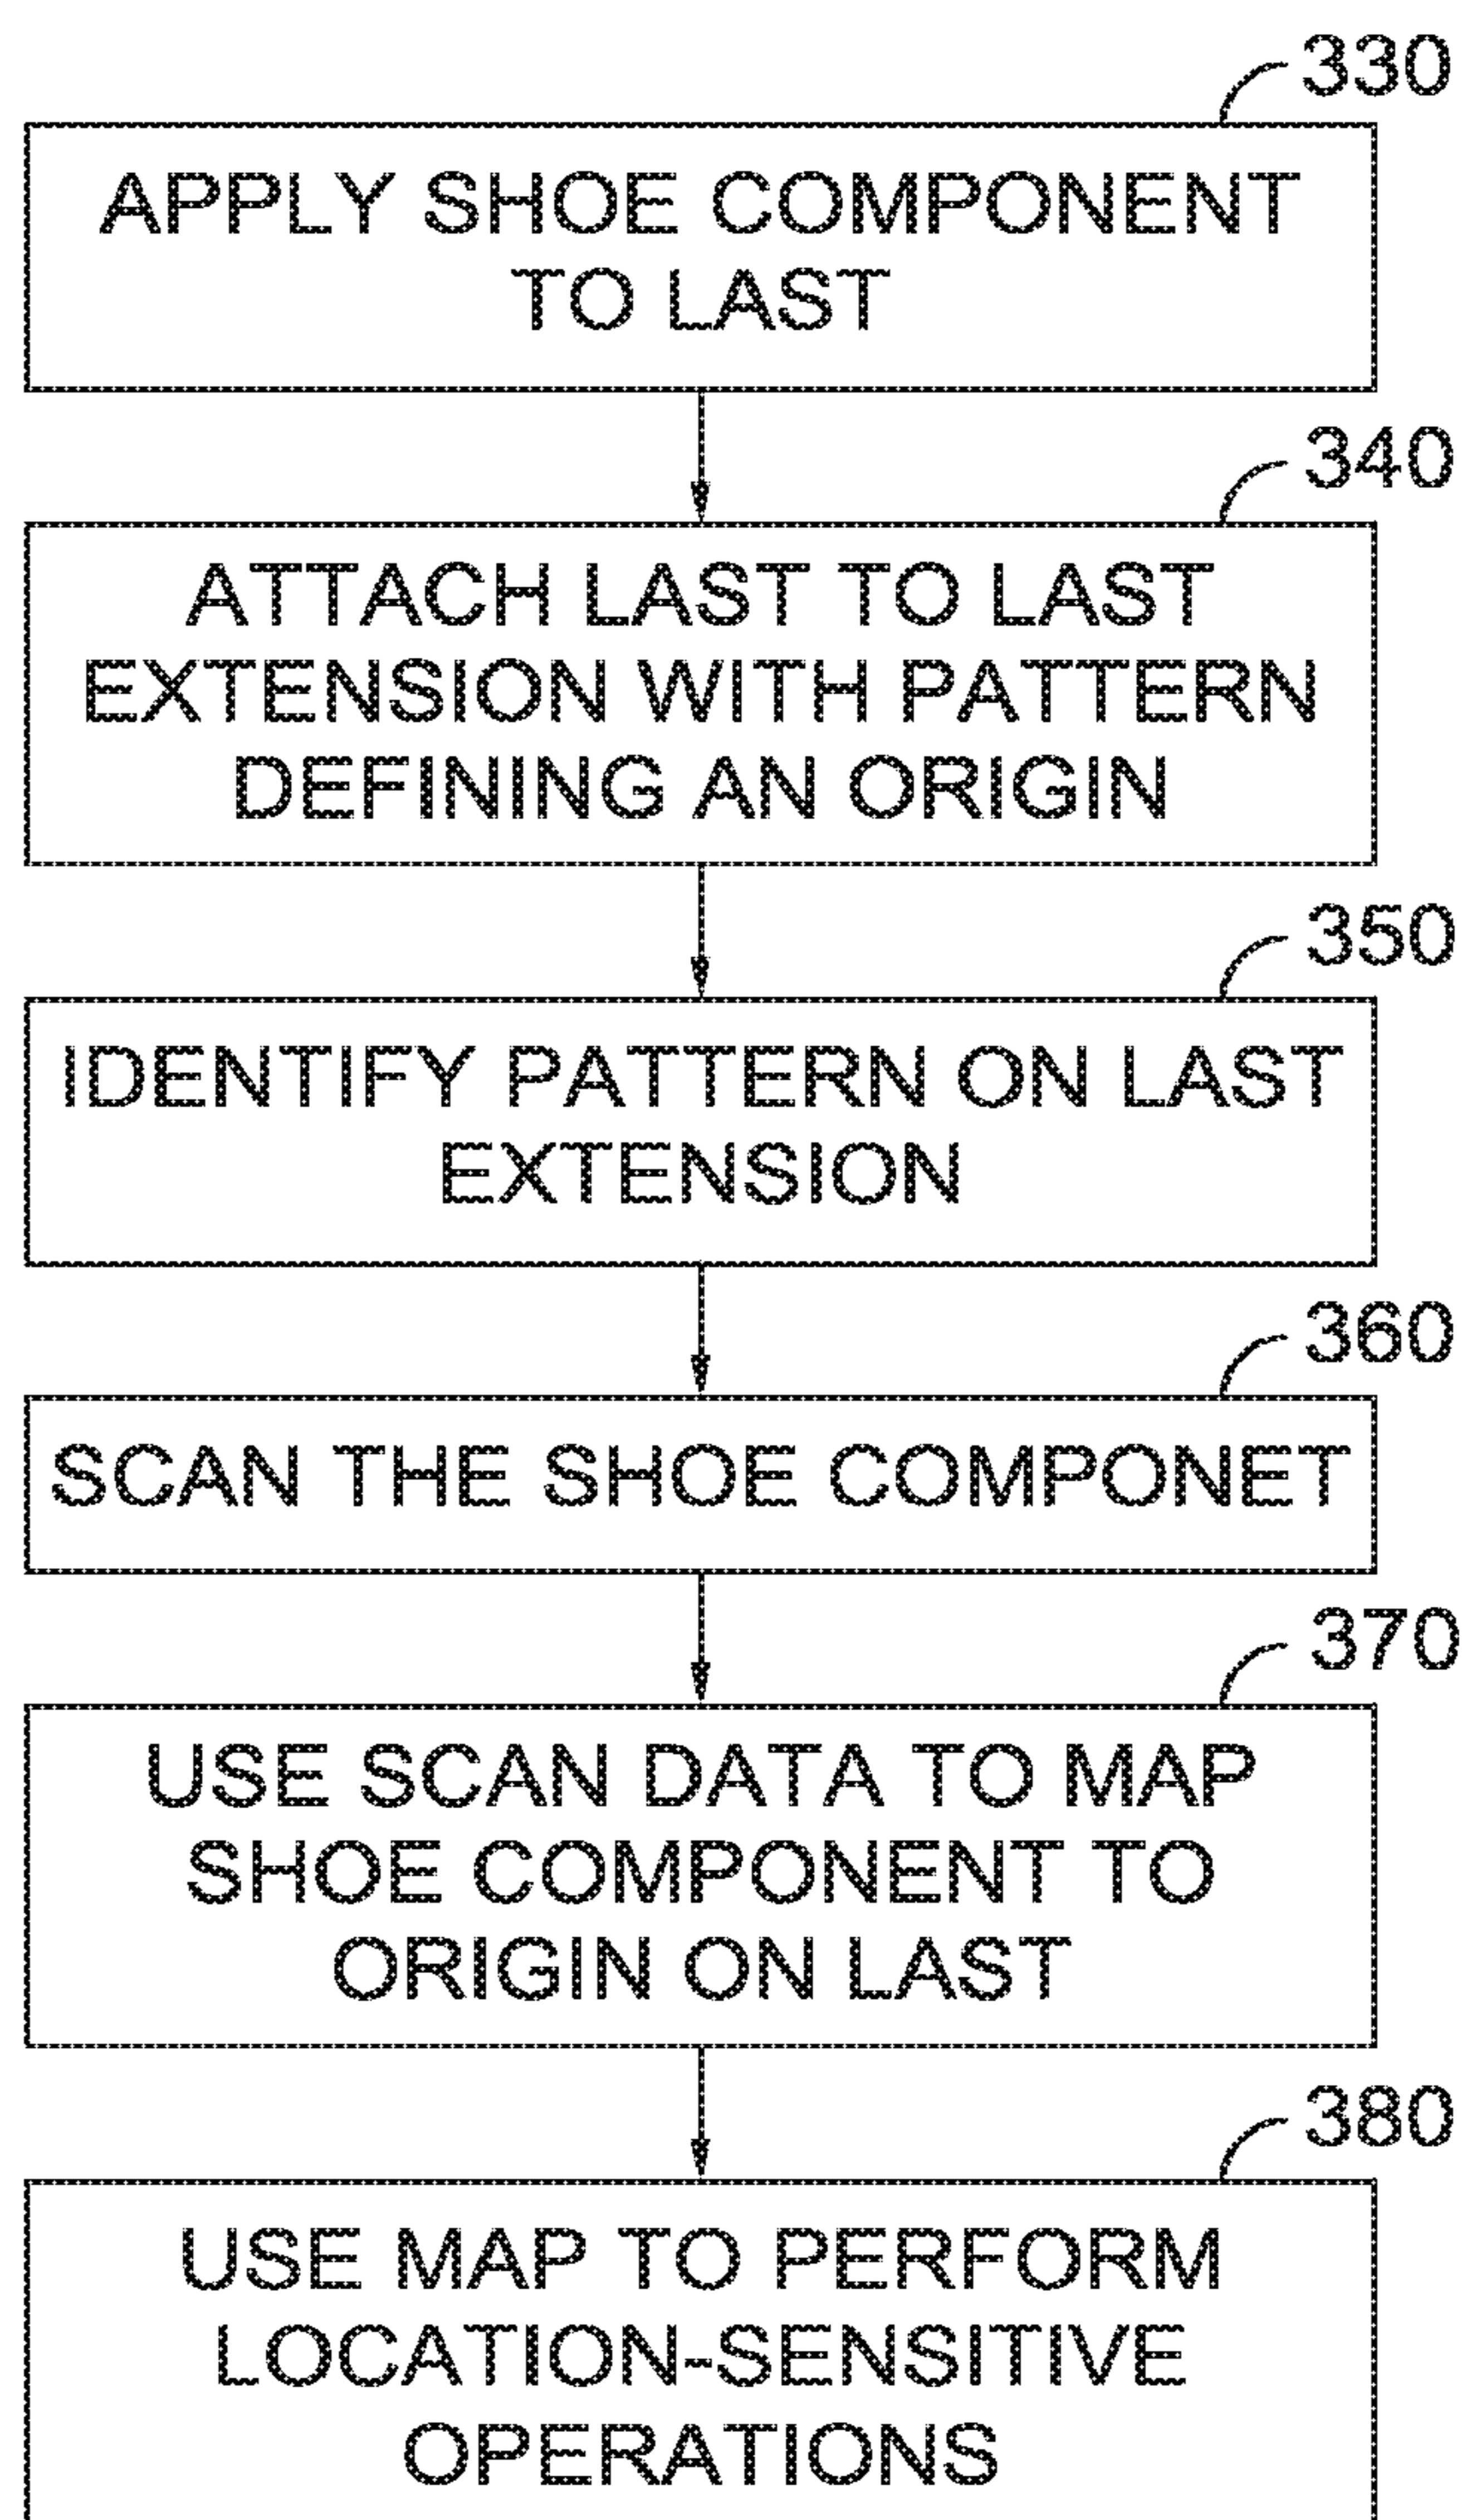 330
APPLY SHOE COMPONENT
TO LAST
340
ATTACH LAST TO LAST
EXTENSION WITH PATTERN
DEFINING AN ORIGIN
350
IDENTIFY PATTERN ON LAST
EXTENSION
360
SCAN THE SHOE COMPONET
370
USE SCAN DATA TO MAP
SHOE COMPONENT TO
ORIGIN ON LAST
380
USE MAP TO PERFORM
LOCATION-SENSITIVE
OPERATIONS